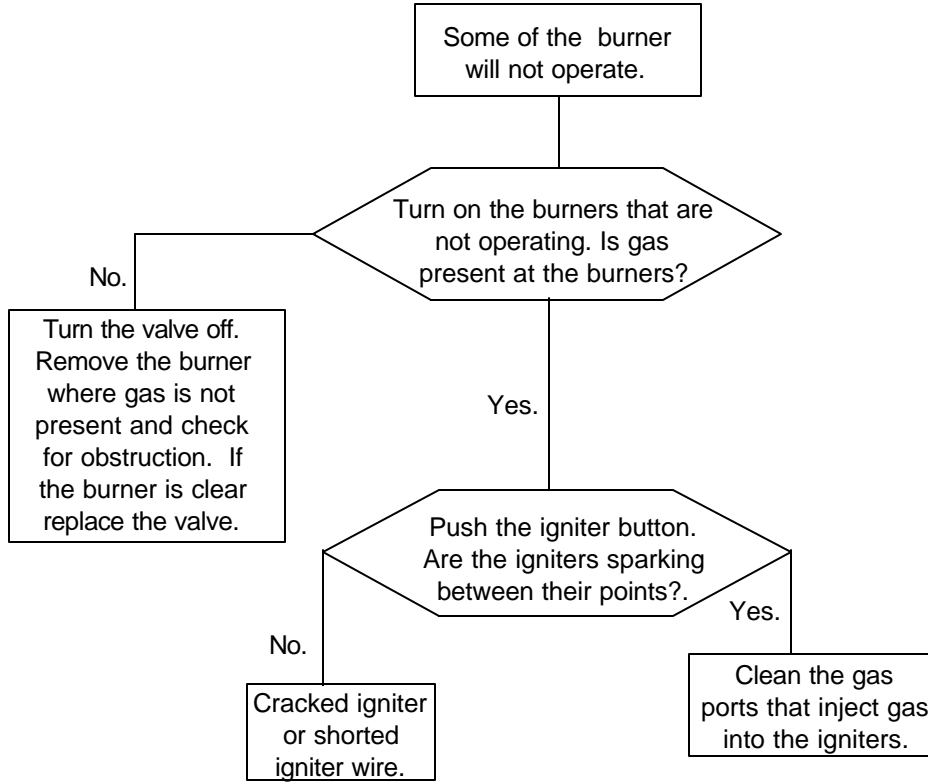 Some of the burner
will not operate.
Turn on the burners that are
not operating. Is gas
present at the burners?
No.
Turn the valve off.
Remove the burner
where gas is not
present and check
for obstruction. If
the burner is clear
replace the valve.
Yes.
Push the igniter button.
Are the igniters sparking
between their points?.
No.
Cracked igniter
or shorted
igniter wire.
Yes.
Clean the gas
ports that inject gas
into the igniters.